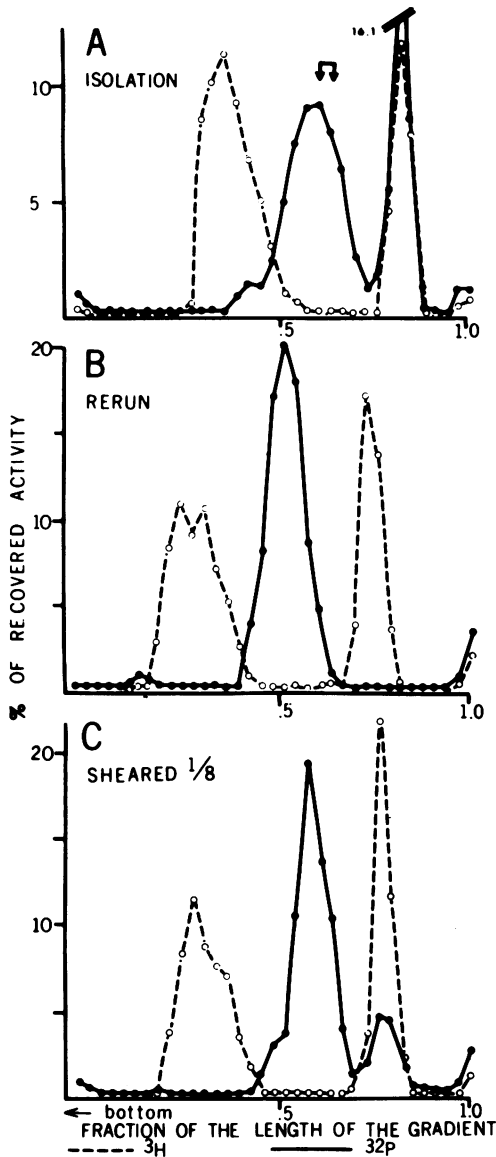 A
ISOLATION
16.1
10
5
.5
1.0
B
RERUN
20
10
.5
1.0
% OF RECOVERED ACTIVITY
C
SHEARED 1/8
20
10
← bottom
.5
1.0
FRACTION OF THE LENGTH OF THE GRADIENT
3H
32P